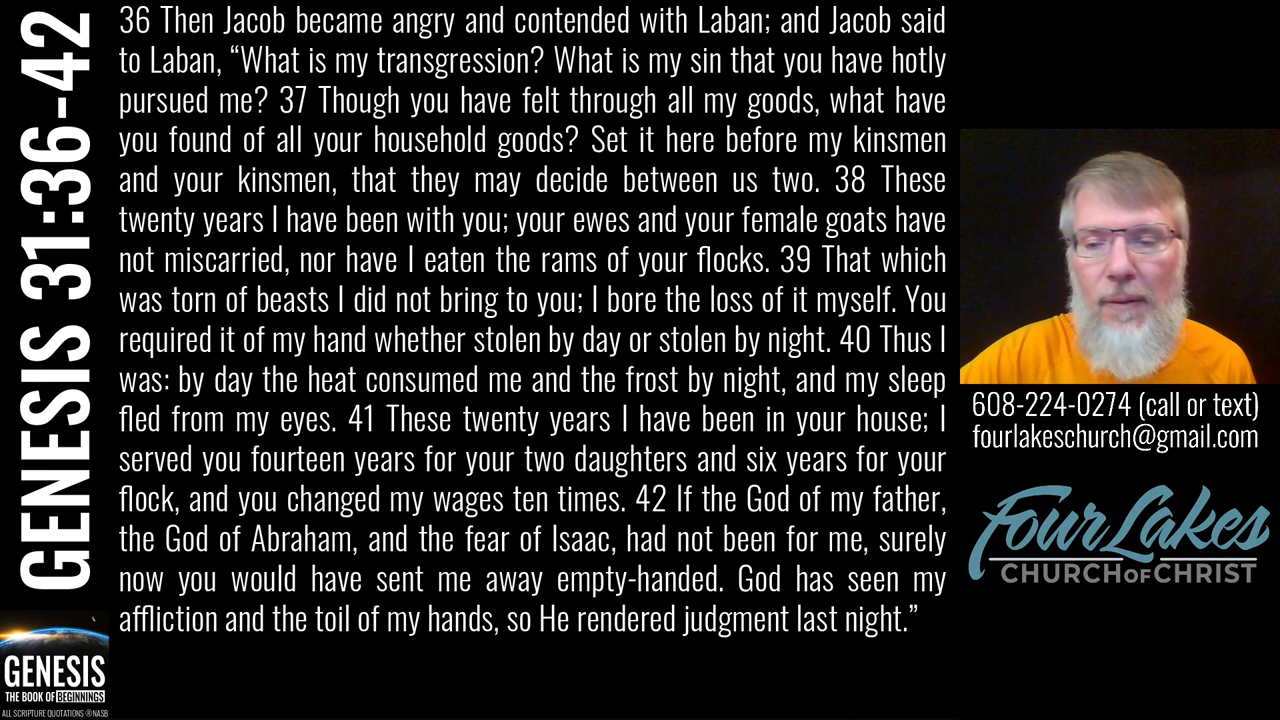 GENESIS 31:36-42
36 Then Jacob became angry and contended with Laban; and Jacob said
to Laban, “What is my transgression? What is my sin that you have hotly
pursued me? 37 Though you have felt through all my goods, what have
you found of all your household goods? Set it here before my kinsmen
and your kinsmen, that they may decide between us two. 38 These
twenty years I have been with you; your ewes and your female goats have
not miscarried, nor have I eaten the rams of your flocks. 39 That which
was torn of beasts I did not bring to you; I bore the loss of it myself. You
required it of my hand whether stolen by day or stolen by night. 40 Thus I
was: by day the heat consumed me and the frost by night, and my sleep
fled from my eyes. 41 These twenty years I have been in your house; I
served you fourteen years for your two daughters and six years for your
flock, and you changed my wages ten times. 42 If the God of my father,
the God of Abraham, and the fear of Isaac, had not been for me, surely
now you would have sent me away empty-handed. God has seen my
affliction and the toil of my hands, so He rendered judgment last night.”
608-224-0274 (call or text)
fourlakeschurch@gmail.com
Four Lakes
CHURCH OF CHRIST
GENESIS
THE BOOK OF BEGINNINGS
ALL SCRIPTURE QUOTATIONS ® NASB